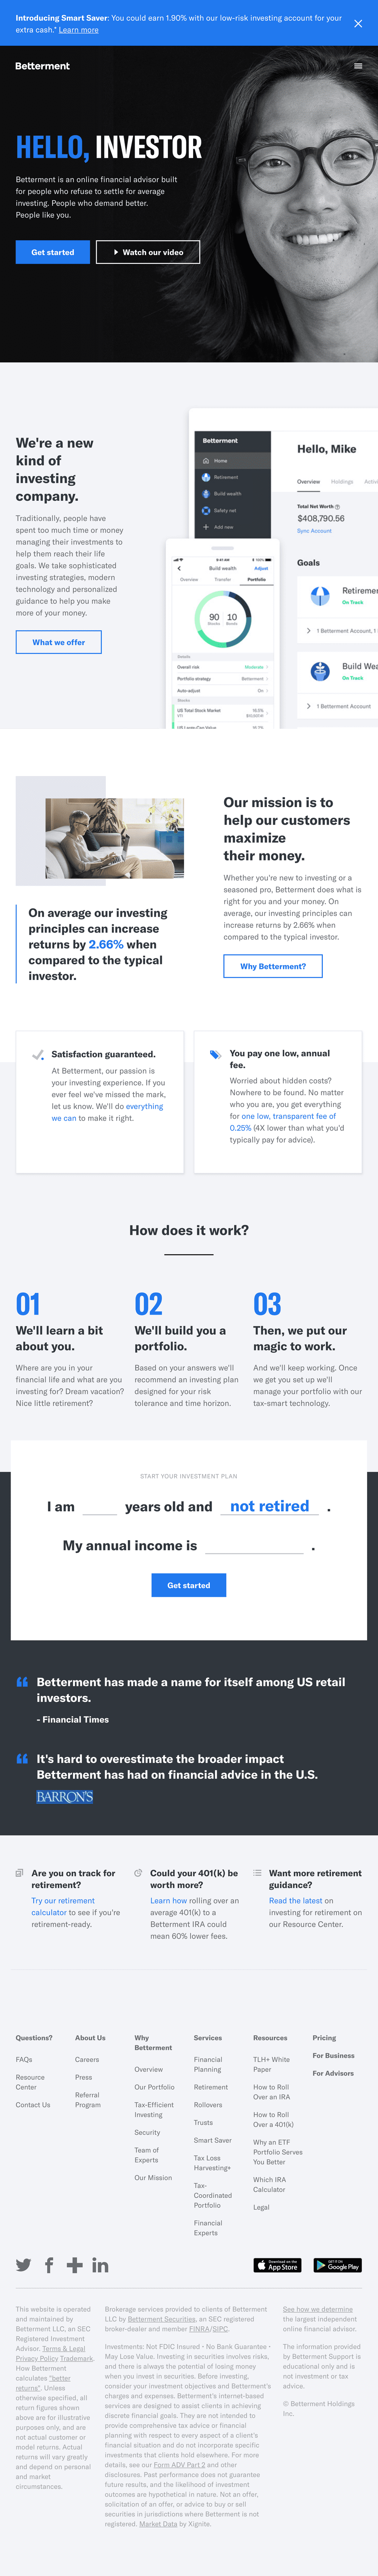 Introducing Smart Saver: You could earn 1.90% with our low-risk investing account for your
extra cash.* Learn more
Betterment
HELLO, INVESTOR
Betterment is an online financial advisor built
for people who refuse to settle for average
investing. People who demand better.
People like you.
Get started
Watch our video
We're a new
kind of
investing
company.
Traditionally, people have
spent too much time or money
managing their investments to
help them reach their life
goals. We take sophisticated
investing strategies, modern
technology and personalized
guidance to help you make
more of your money.
What we offer
Betterment
Home
Retirement
Build wealth
Safety net
Add new
Hello, Mike
Overview Holdings
Total Net Worth
$408,790.56
Sync Account
Goals
On Track
1 Betterment Account, 1
On Track
1 Betterment Account
Build wealth
Adjust
Overview Transfer Portfolio
90 10
Stocks Bonds
Details
Overall risk Moderate
Portfolio strategy Betterment
Auto-adjust On
Stocks
US Total Stock Market
VTI
Our mission is to
help our customers
maximize
their money.
Whether you're new to investing or a
seasoned pro, Betterment does what is
right for you and your money. On
average, our investing principles can
increase returns by 2.66% when
compared to the typical investor.
Why Betterment?
On average our investing
principles can increase
returns by 2.66% when
compared to the typical
investor.
Satisfaction guaranteed.
At Betterment, our passion is
your investing experience. If you
ever feel we've missed the mark,
let us know. We'll do everything
we can to make it right.
You pay one low, annual
fee.
Worried about hidden costs?
Nowhere to be found. No matter
who you are, you get everything
for one low, transparent fee of
0.25% (4X lower than what you'd
typically pay for advice).
How does it work?
01
We'll learn a bit
about you.
Where are you in your
financial life and what are you
investing for? Dream vacation?
Nice little retirement?
02
We'll build you a
portfolio.
Based on your answers we'll
recommend an investing plan
designed for your risk
tolerance and time horizon.
03
Then, we put our
magic to work.
And we'll keep working. Once
we get you set up we'll
manage your portfolio with our
tax-smart technology.
START YOUR INVESTMENT PLAN
I am years old and not retired .
My annual income is .
Get started
Betterment has made a name for itself among US retail
investors.
- Financial Times
It's hard to overestimate the broader impact
Betterment has had on financial advice in the U.S.
BARRON'S
Are you on track for
retirement?
Try our retirement
calculator to see if you're
retirement-ready.
Could your 401(k) be
worth more?
Learn how rolling over an
average 401(k) to a
Betterment IRA could
mean 60% lower fees.
Want more retirement
guidance?
Read the latest on
investing for retirement on
our Resource Center.
Questions?
FAQs
Resource
Center
Contact Us
About Us
Careers
Press
Referral
Program
Why
Betterment
Overview
Our Portfolio
Tax-Efficient
Investing
Security
Team of
Experts
Our Mission
Services
Financial
Planning
Retirement
Rollovers
Trusts
Smart Saver
Tax Loss
Harvesting+
Tax-
Coordinated
Portfolio
Financial
Experts
Resources
TLH+ White
Paper
How to Roll
Over an IRA
How to Roll
Over a 401(k)
Why an ETF
Portfolio Serves
You Better
Which IRA
Calculator
Legal
Pricing
For Business
For Advisors
Download on the
App Store
GET IT ON
Google Play
This website is operated
and maintained by
Betterment LLC, an SEC
Registered Investment
Advisor. Terms & Legal
Privacy Policy Trademark.
How Betterment
calculates "better
returns". Unless
otherwise specified, all
return figures shown
above are for illustrative
purposes only, and are
not actual customer or
model returns. Actual
returns will vary greatly
and depend on personal
and market
circumstances.
Brokerage services provided to clients of Betterment
LLC by Betterment Securities, an SEC registered
broker-dealer and member FINRA/SIPC.
Investments: Not FDIC Insured • No Bank Guarantee •
May Lose Value. Investing in securities involves risks,
and there is always the potential of losing money
when you invest in securities. Before investing,
consider your investment objectives and Betterment's
charges and expenses. Betterment's internet-based
services are designed to assist clients in achieving
discrete financial goals. They are not intended to
provide comprehensive tax advice or financial
planning with respect to every aspect of a client's
financial situation and do not incorporate specific
investments that clients hold elsewhere. For more
details, see our Form ADV Part 2 and other
disclosures. Past performance does not guarantee
future results, and the likelihood of investment
outcomes are hypothetical in nature. Not an offer,
solicitation of an offer, or advice to buy or sell
securities in jurisdictions where Betterment is not
registered. Market Data by Xignite.
See how we determine
the largest independent
online financial advisor.
The information provided
by Betterment Support is
educational only and is
not investment or tax
advice.
© Betterment Holdings
Inc.